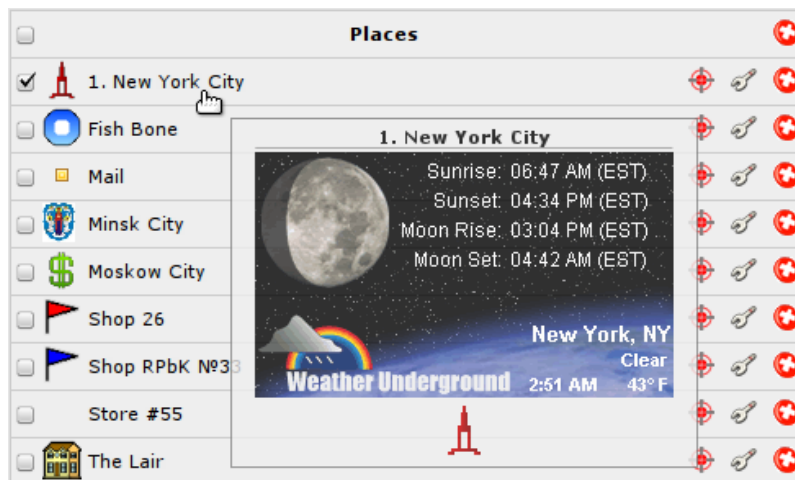 Places
1. New York City
Fish Bone
1. New York City
Mail
Sunrise: 06:47 AM (EST)
Sunset: 04:34 PM (EST)
Minsk City
Moon Rise: 03:04 PM (EST)
Moskow City
Moon Set: 04:42 AM (EST)
Shop 26
New York, NY
Shop RPbK №33
Clear
Weather Underground 2:51 AM 43° F
Store #55
The Lair